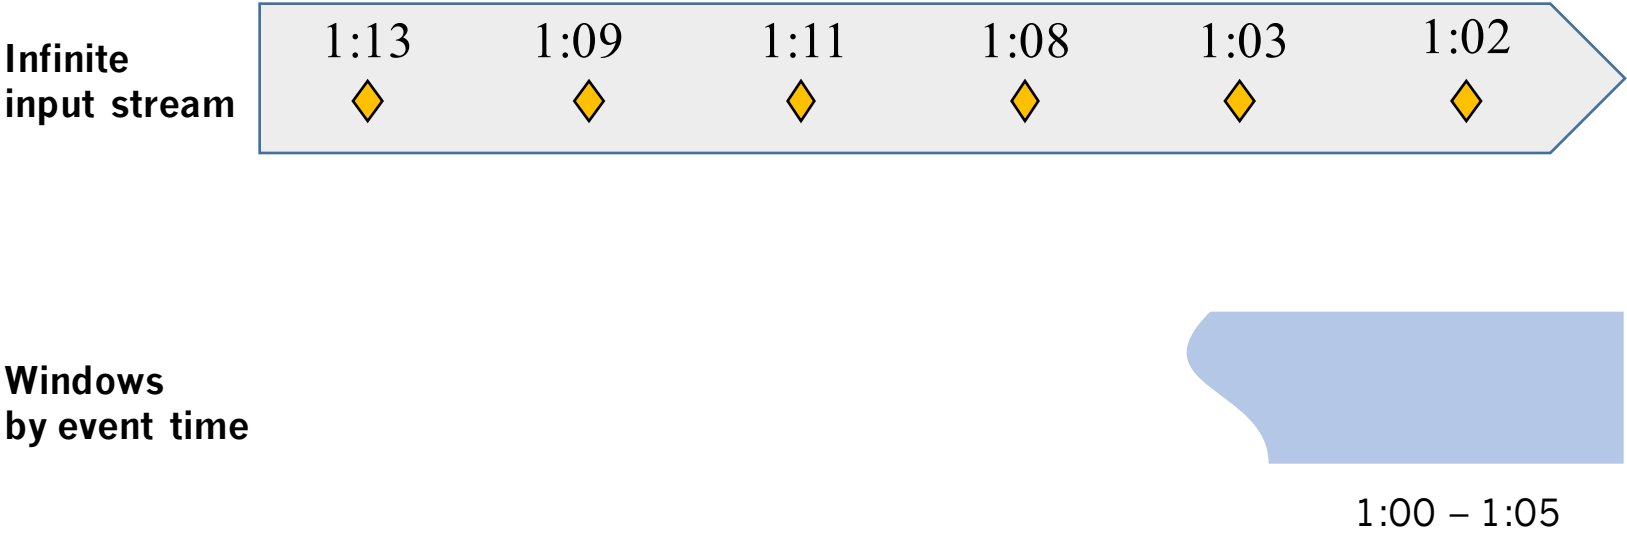 Infinite
input stream
1:13 1:09 1:11 1:08 1:03 1:02
Windows
by event time
1:00 – 1:05